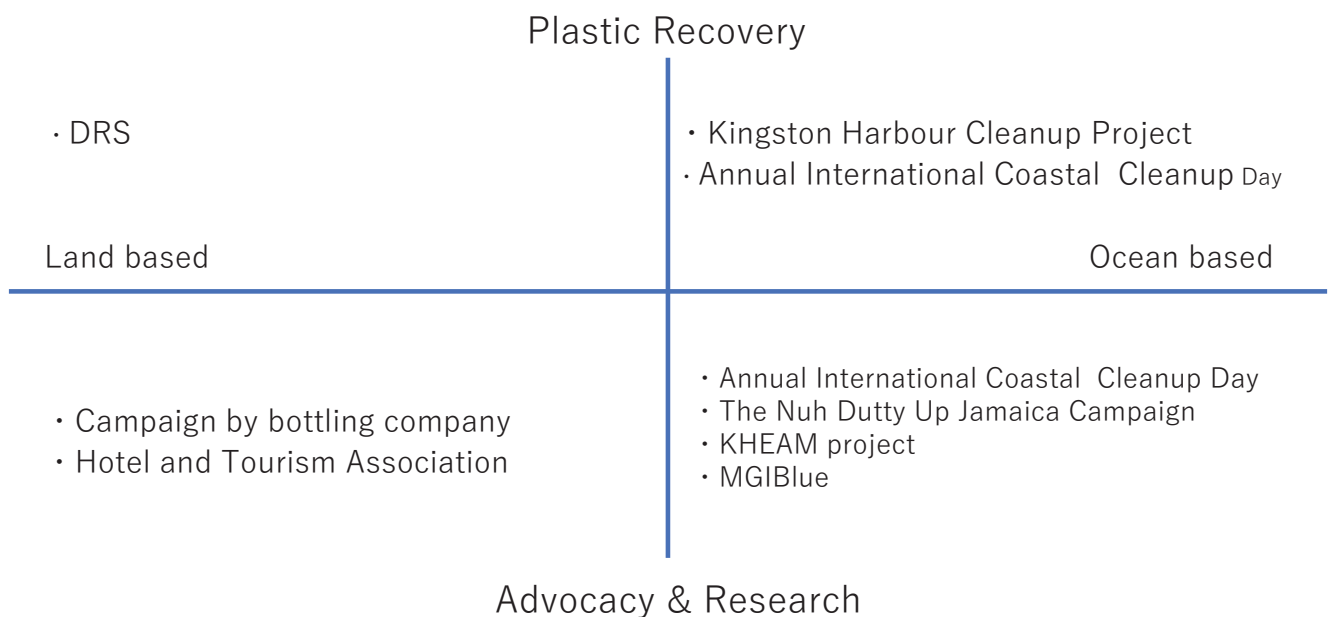 Plastic Recovery
· DRS
・Kingston Harbour Cleanup Project
· Annual International Coastal Cleanup Day
Land based
Ocean based
・Campaign by bottling company
・Hotel and Tourism Association
・Annual International Coastal Cleanup Day
・The Nuh Dutty Up Jamaica Campaign
・KHEAM project
・MGIBlue
Advocacy & Research